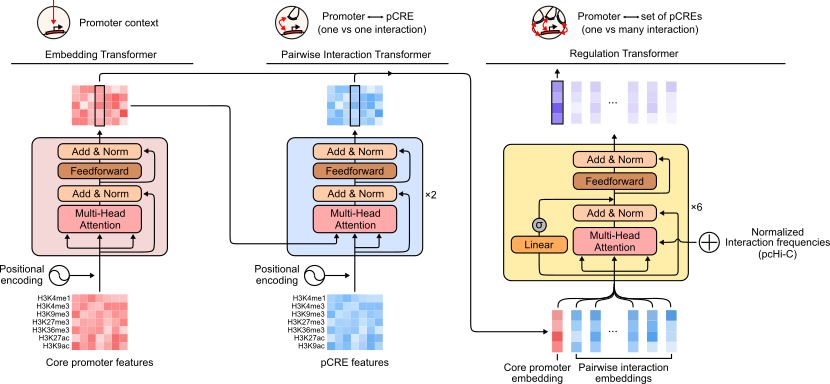 Promoter context
Embedding Transformer
Add & Norm
Feedforward
Add & Norm
Multi-Head
Attention
Positional
encoding
H3K4me1
H3K4me3
H3K9me3
H3K27me3
H3K36me3
H3K27ac
H3K9ac
Core promoter features
Promoter ⟷ pCRE
(one vs one interaction)
Pairwise Interaction Transformer
Add & Norm
Feedforward
Add & Norm
Multi-Head
Attention
×2
Positional
encoding
H3K4me1
H3K4me3
H3K9me3
H3K27me3
H3K36me3
H3K27ac
H3K9ac
pCRE features
Promoter ⟷ set of pCREs
(one vs many interaction)
Regulation Transformer
...
Add & Norm
Feedforward
×6
σ
Add & Norm
Linear
Multi-Head
Attention
Normalized
Interaction frequencies
(pcHi-C)
...
Core promoter
embedding
Pairwise interaction
embeddings